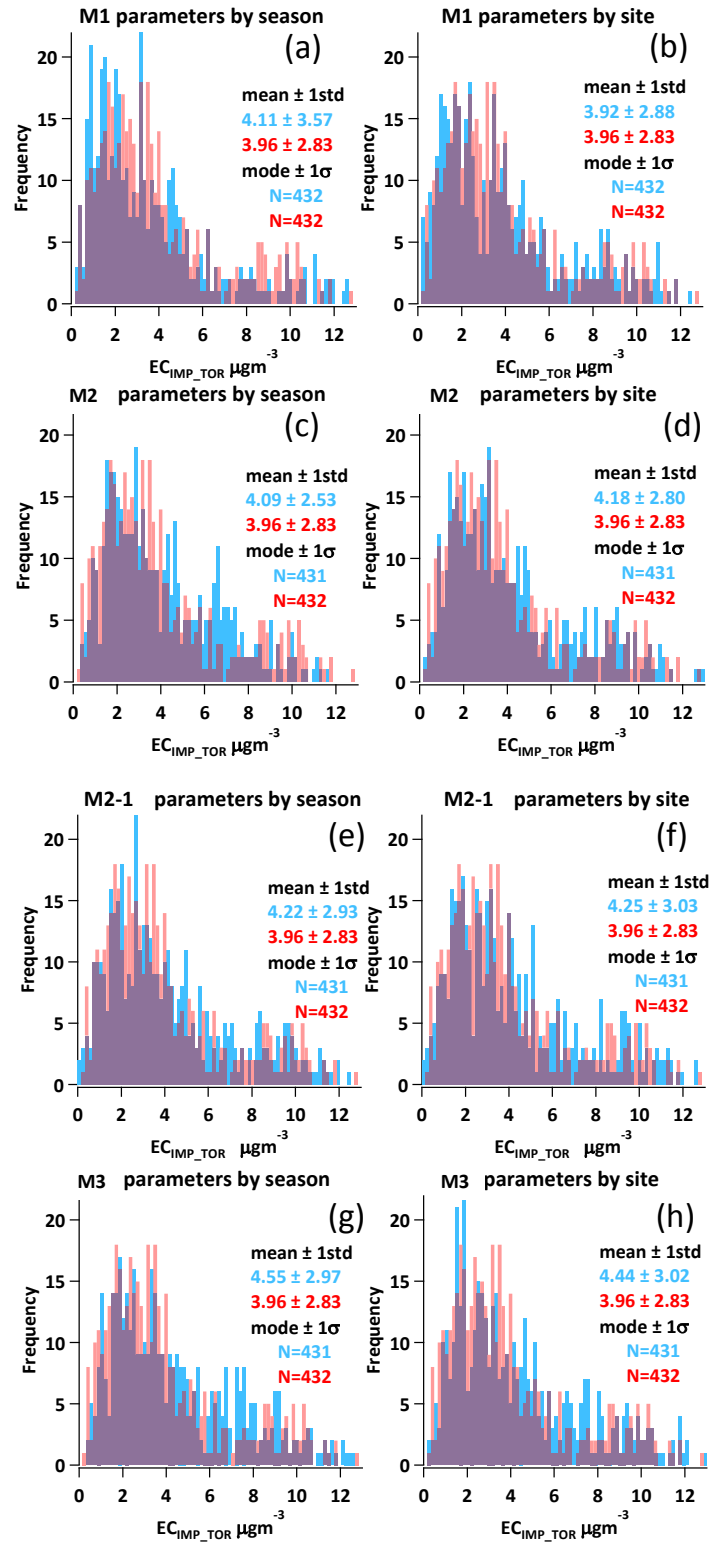 M1 parameters by season
(a)
20
15
10
5
0
Frequency
mean ± 1std
4.11 ± 3.57
3.96 ± 2.83
mode ± 1σ
N=432
N=432
0 2 4 6 8 10 12
EC_IMP_TOR µgm^-3
M1 parameters by site
(b)
20
15
10
5
0
Frequency
mean ± 1std
3.92 ± 2.88
3.96 ± 2.83
mode ± 1σ
N=432
N=432
0 2 4 6 8 10 12
EC_IMP_TOR µgm^-3
M2 parameters by season
(c)
20
15
10
5
0
Frequency
mean ± 1std
4.09 ± 2.53
3.96 ± 2.83
mode ± 1σ
N=431
N=432
0 2 4 6 8 10 12
EC_IMP_TOR µgm^-3
M2 parameters by site
(d)
20
15
10
5
0
Frequency
mean ± 1std
4.18 ± 2.80
3.96 ± 2.83
mode ± 1σ
N=431
N=432
0 2 4 6 8 10 12
EC_IMP_TOR µgm^-3
M2-1 parameters by season
(e)
20
15
10
5
0
Frequency
mean ± 1std
4.22 ± 2.93
3.96 ± 2.83
mode ± 1σ
N=431
N=432
0 2 4 6 8 10 12
EC_IMP_TOR µgm^-3
M2-1 parameters by site
(f)
20
15
10
5
0
Frequency
mean ± 1std
4.25 ± 3.03
3.96 ± 2.83
mode ± 1σ
N=431
N=432
0 2 4 6 8 10 12
EC_IMP_TOR µgm^-3
M3 parameters by season
(g)
20
15
10
5
0
Frequency
mean ± 1std
4.55 ± 2.97
3.96 ± 2.83
mode ± 1σ
N=431
N=432
0 2 4 6 8 10 12
EC_IMP_TOR µgm^-3
M3 parameters by site
(h)
20
15
10
5
0
Frequency
mean ± 1std
4.44 ± 3.02
3.96 ± 2.83
mode ± 1σ
N=431
N=432
0 2 4 6 8 10 12
EC_IMP_TOR µgm^-3